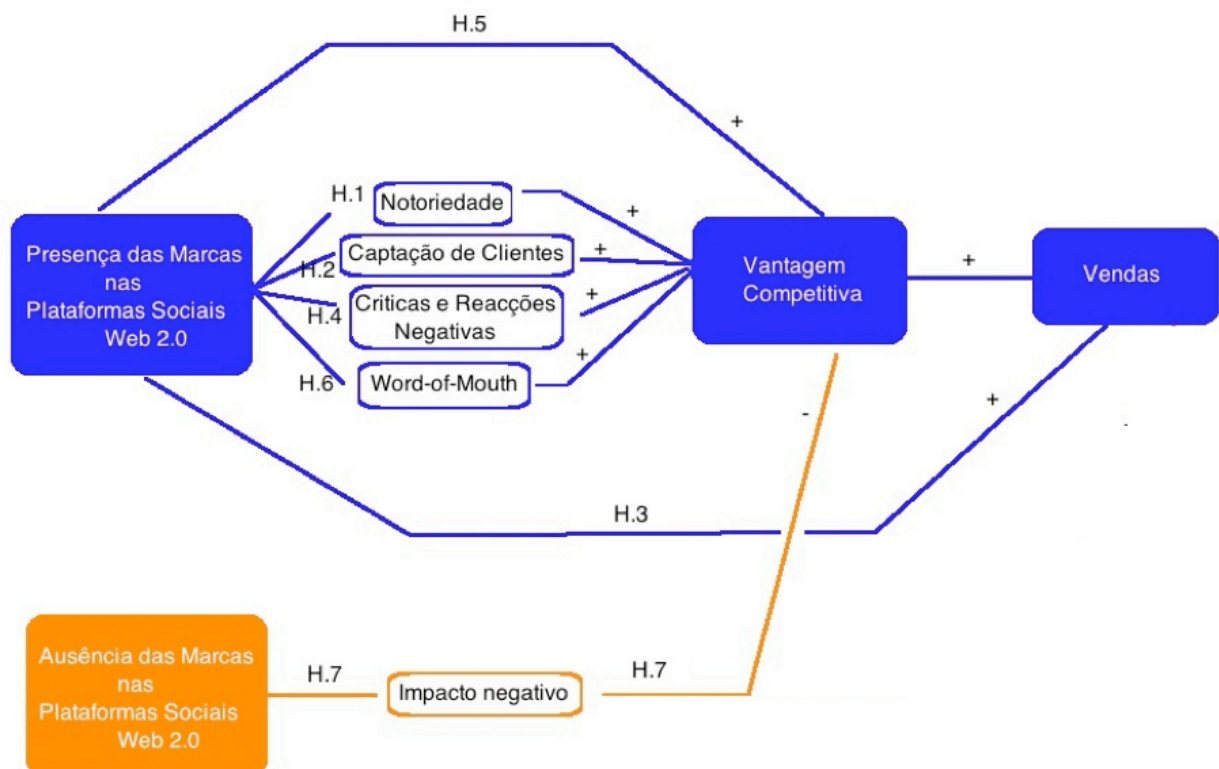 H.5
+
H.1
Notoriedade
+
Presença das Marcas
nas
Plataformas Sociais
Web 2.0
H.2
Captação de Clientes
+
H.4
Criticas e Reacções
Negativas
+
H.6
Word-of-Mouth
+
Vantagem
Competitiva
+
Vendas
-
+
-
H.3
Ausência das Marcas
nas
Plataformas Sociais
Web 2.0
H.7
Impacto negativo
H.7